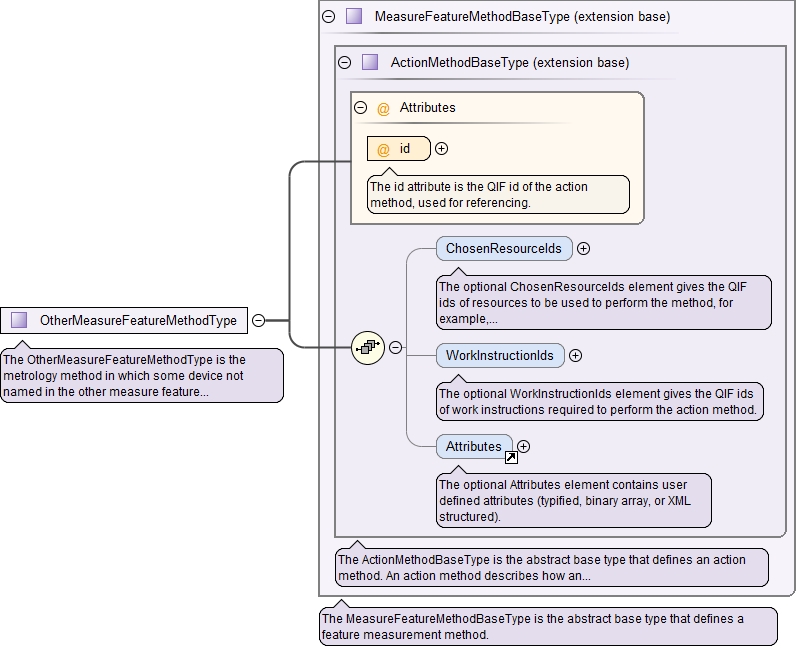 MeasureFeatureMethodBaseType (extension base)
ActionMethodBaseType (extension base)
@ Attributes
@ id
The id attribute is the QIF id of the action
method, used for referencing.
ChosenResourceIds
The optional ChosenResourceIds element gives the QIF
ids of resources to be used to perform the method, for
example,...
OtherMeasureFeatureMethodType
The OtherMeasureFeatureMethodType is the
metrology method in which some device not
named in the other measure feature...
WorkInstructionIds
The optional WorkInstructionIds element gives the QIF ids
of work instructions required to perform the action method.
Attributes
The optional Attributes element contains user
defined attributes (typified, binary array, or XML
structured).
The ActionMethodBaseType is the abstract base type that defines an action
method. An action method describes how an...
The MeasureFeatureMethodBaseType is the abstract base type that defines a
feature measurement method.